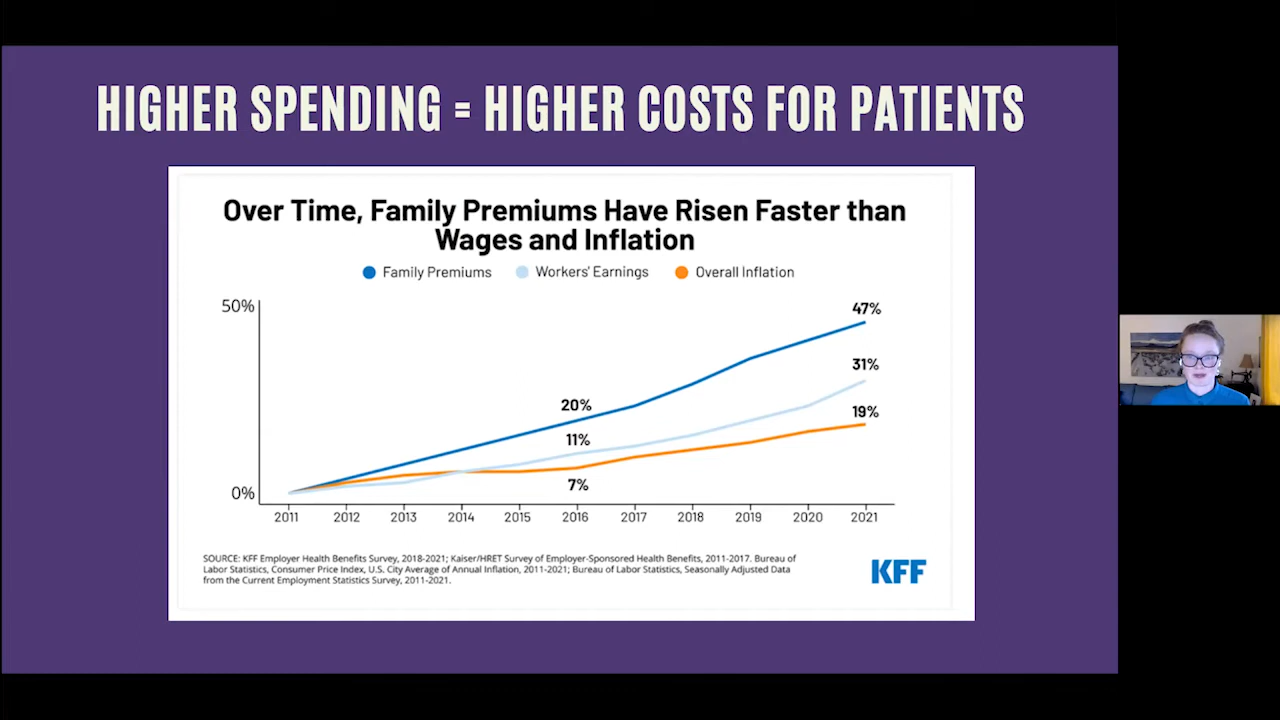 HIGHER SPENDING = HIGHER COSTS FOR PATIENTS
Over Time, Family Premiums Have Risen Faster than
Wages and Inflation
Family Premiums Workers' Earnings Overall Inflation
50%
47%
31%
20%
19%
11%
7%
0%
2011 2012 2013 2014 2015 2016 2017 2018 2019 2020 2021
SOURCE: KFF Employer Health Benefits Survey, 2018-2021; Kaiser/HRET Survey of Employer-Sponsored Health Benefits, 2011-2017. Bureau of
Labor Statistics, Consumer Price Index, U.S. City Average of Annual Inflation, 2011-2021; Bureau of Labor Statistics, Seasonally Adjusted Data
from the Current Employment Statistics Survey, 2011-2021.
KFF